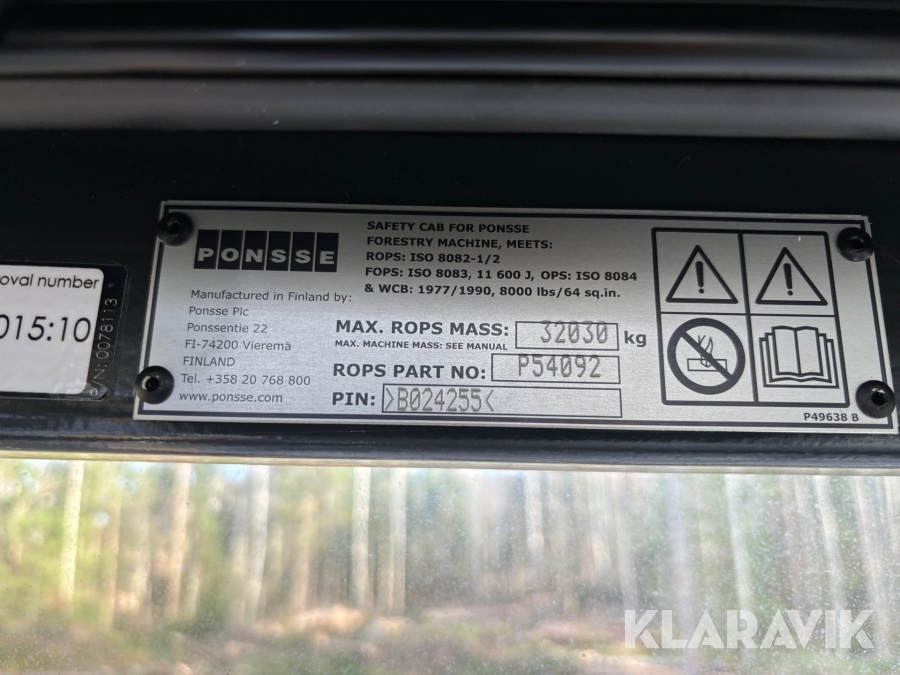 oval number
015:10
S/N: 0078113
PONSSE
Manufactured in Finland by:
Ponsse Plc
Ponssentie 22
FI-74200 Vieremä
FINLAND
Tel. +358 20 768 800
www.ponsse.com
SAFETY CAB FOR PONSSE
FORESTRY MACHINE, MEETS:
ROPS: ISO 8082-1/2
FOPS: ISO 8083, 11 600 J, OPS: ISO 8084
& WCB: 1977/1990, 8000 lbs/64 sq.in.
MAX. ROPS MASS: 32030 kg
MAX. MACHINE MASS: SEE MANUAL
ROPS PART NO: P54092
PIN: >B024255<
P49638 B
KLARAVIK